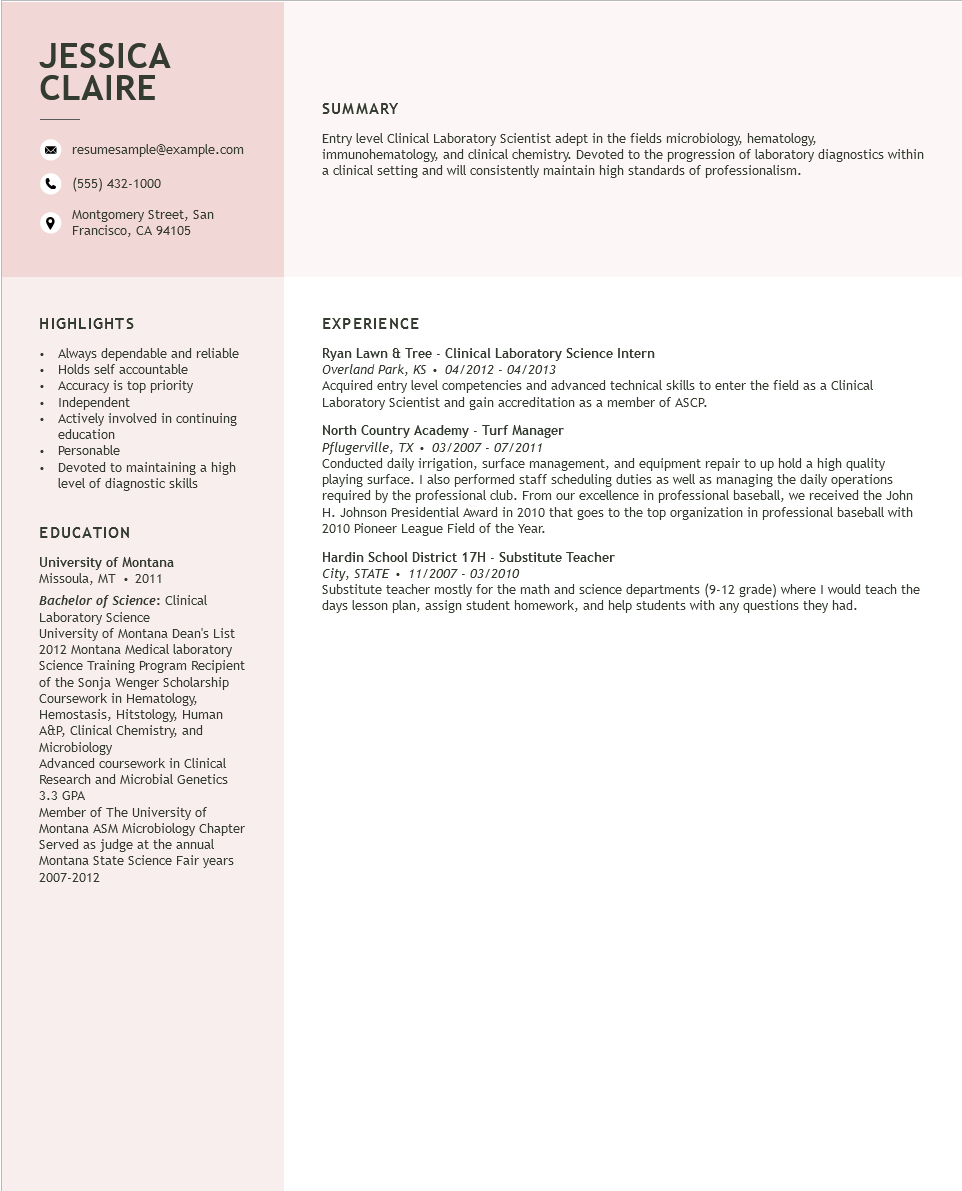 JESSICA
CLAIRE
resumesample@example.com
(555) 432-1000
Montgomery Street, San
Francisco, CA 94105
SUMMARY
Entry level Clinical Laboratory Scientist adept in the fields microbiology, hematology,
immunohematology, and clinical chemistry. Devoted to the progression of laboratory diagnostics within
a clinical setting and will consistently maintain high standards of professionalism.
HIGHLIGHTS
• Always dependable and reliable
• Holds self accountable
• Accuracy is top priority
• Independent
• Actively involved in continuing
education
• Personable
• Devoted to maintaining a high
level of diagnostic skills
EDUCATION
University of Montana
Missoula, MT • 2011
Bachelor of Science: Clinical
Laboratory Science
University of Montana Dean's List
2012 Montana Medical laboratory
Science Training Program Recipient
of the Sonja Wenger Scholarship
Coursework in Hematology,
Hemostasis, Hitstology, Human
A&P, Clinical Chemistry, and
Microbiology
Advanced coursework in Clinical
Research and Microbial Genetics
3.3 GPA
Member of The University of
Montana ASM Microbiology Chapter
Served as judge at the annual
Montana State Science Fair years
2007-2012
EXPERIENCE
Ryan Lawn & Tree - Clinical Laboratory Science Intern
Overland Park, KS • 04/2012 - 04/2013
Acquired entry level competencies and advanced technical skills to enter the field as a Clinical
Laboratory Scientist and gain accreditation as a member of ASCP.
North Country Academy - Turf Manager
Pflugerville, TX • 03/2007 - 07/2011
Conducted daily irrigation, surface management, and equipment repair to up hold a high quality
playing surface. I also performed staff scheduling duties as well as managing the daily operations
required by the professional club. From our excellence in professional baseball, we received the John
H. Johnson Presidential Award in 2010 that goes to the top organization in professional baseball with
2010 Pioneer League Field of the Year.
Hardin School District 17H - Substitute Teacher
City, STATE • 11/2007 - 03/2010
Substitute teacher mostly for the math and science departments (9-12 grade) where I would teach the
days lesson plan, assign student homework, and help students with any questions they had.